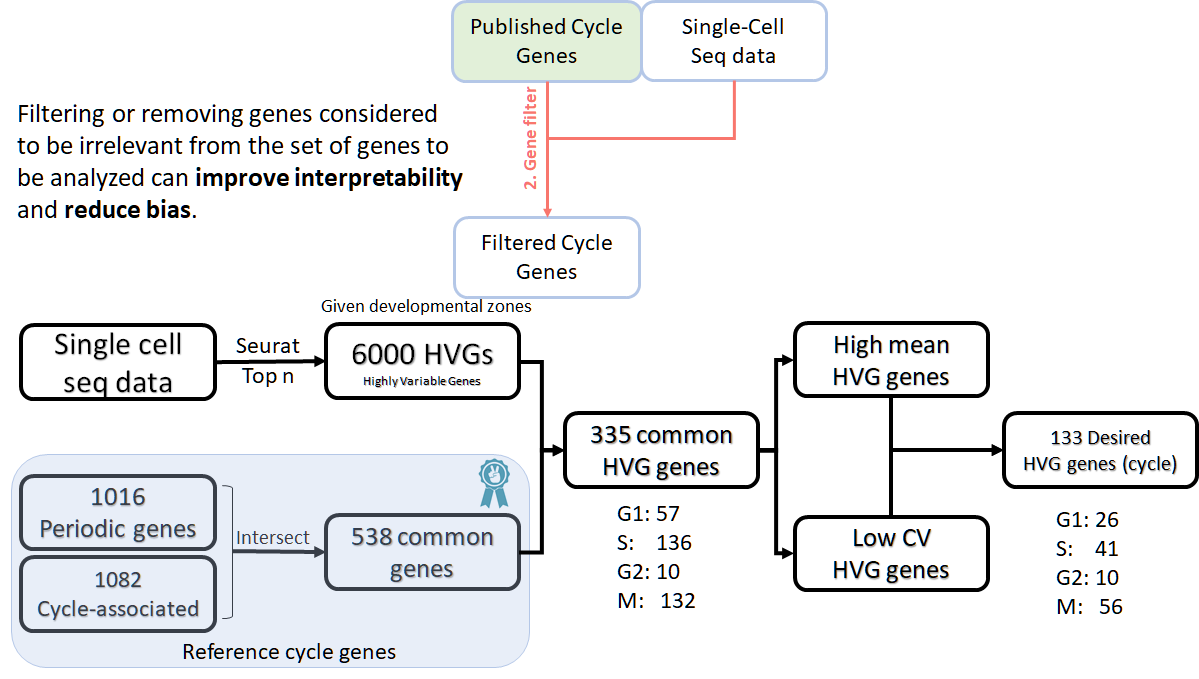 Published Cycle
Genes
Single-Cell
Seq data
2. Gene filter
Filtering or removing genes considered
to be irrelevant from the set of genes to
be analyzed can improve interpretability
and reduce bias.
Filtered Cycle
Genes
Given developmental zones
Single cell
seq data
Seurat
Top n
6000 HVGs
Highly Variable Genes
High mean
HVG genes
335 common
HVG genes
133 Desired
HVG genes (cycle)
1016
Periodic genes
1082
Cycle-associated
Intersect
538 common
genes
Reference cycle genes
G1: 57
S: 136
G2: 10
M: 132
Low CV
HVG genes
G1: 26
S: 41
G2: 10
M: 56